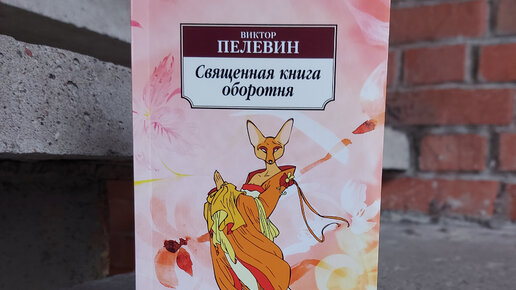 ВИКТОР
ПЕЛЕВИН
Священная книга
оборотня